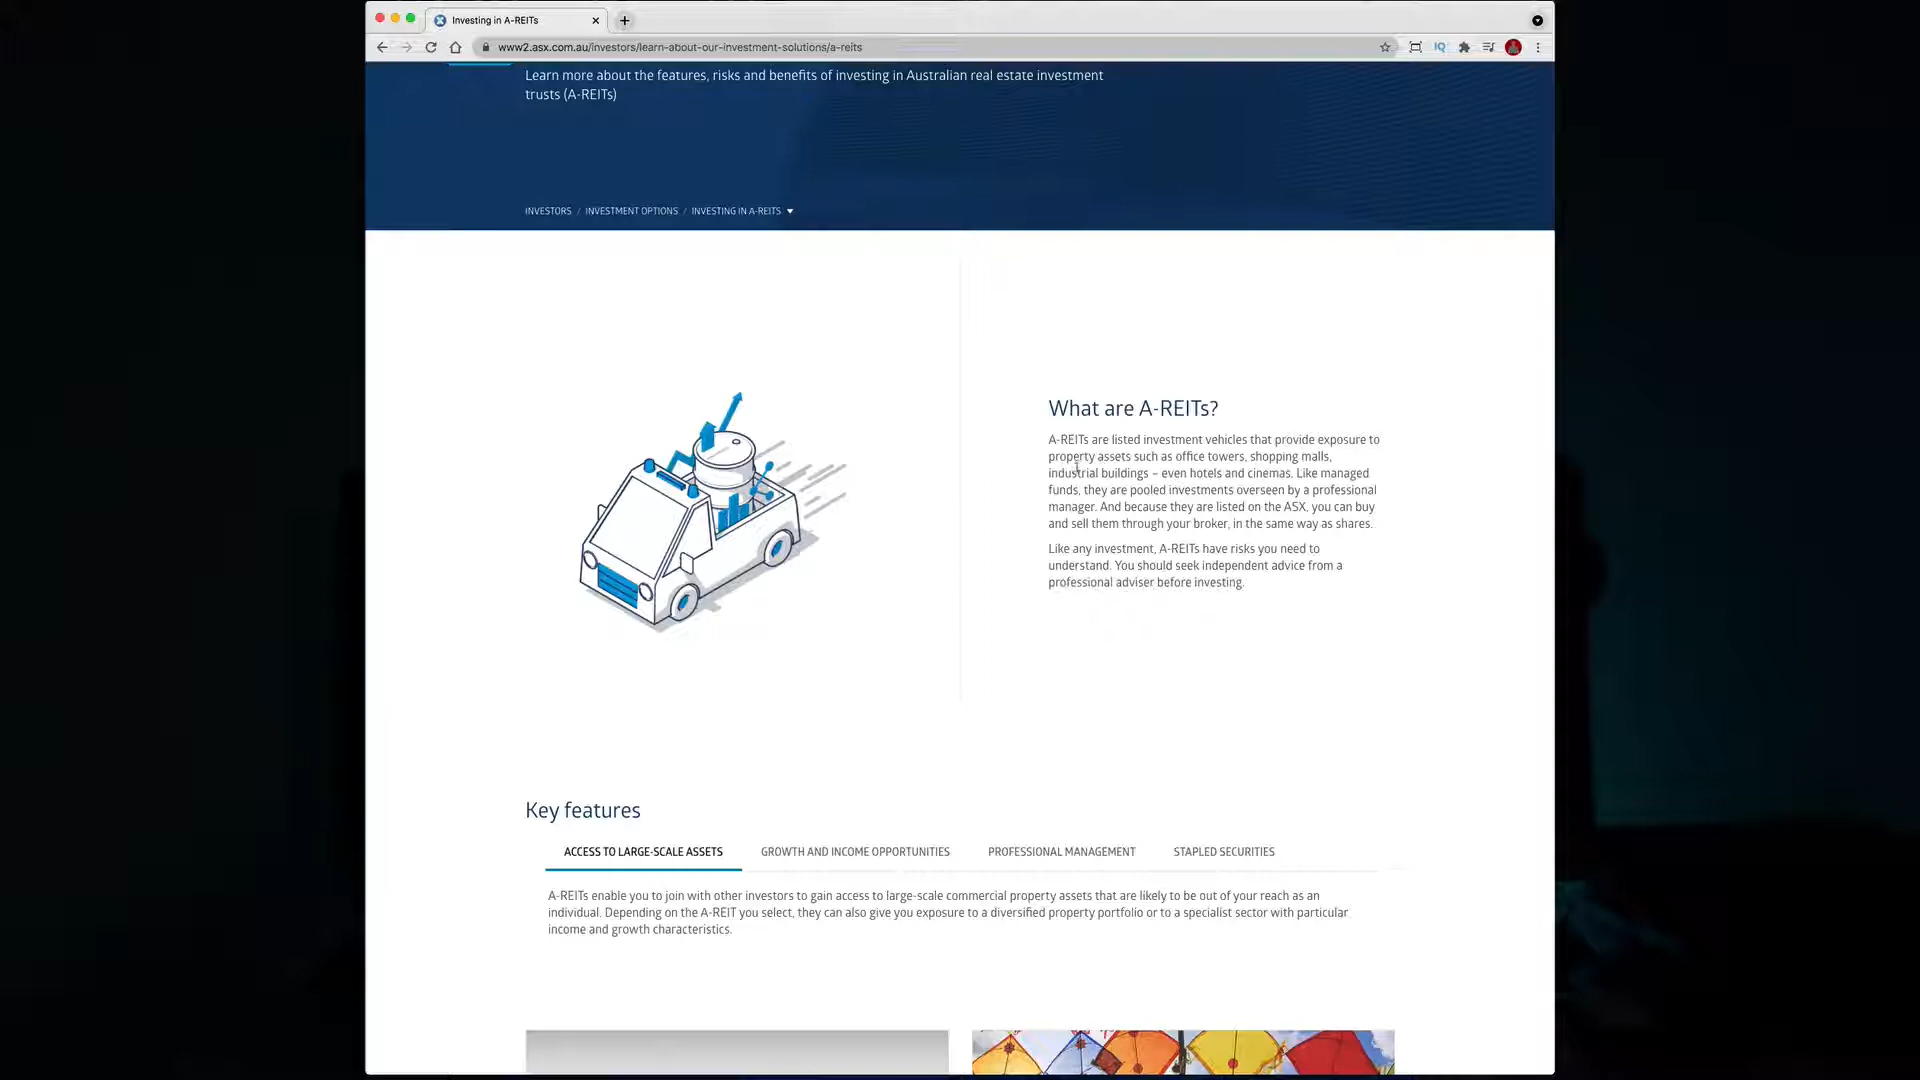 Investing in A-REITs
www2.asx.com.au/investors/learn-about-our-investment-solutions/a-reits
IQ
Learn more about the features, risks and benefits of investing in Australian real estate investment
trusts (A-REITs)
INVESTORS / INVESTMENT OPTIONS / INVESTING IN A-REITS
What are A-REITs?
A-REITs are listed investment vehicles that provide exposure to
property assets such as office towers, shopping malls,
industrial buildings – even hotels and cinemas. Like managed
funds, they are pooled investments overseen by a professional
manager. And because they are listed on the ASX, you can buy
and sell them through your broker, in the same way as shares.
Like any investment, A-REITs have risks you need to
understand. You should seek independent advice from a
professional adviser before investing.
Key features
ACCESS TO LARGE-SCALE ASSETS GROWTH AND INCOME OPPORTUNITIES PROFESSIONAL MANAGEMENT STAPLED SECURITIES
A-REITs enable you to join with other investors to gain access to large-scale commercial property assets that are likely to be out of your reach as an
individual. Depending on the A-REIT you select, they can also give you exposure to a diversified property portfolio or to a specialist sector with particular
income and growth characteristics.